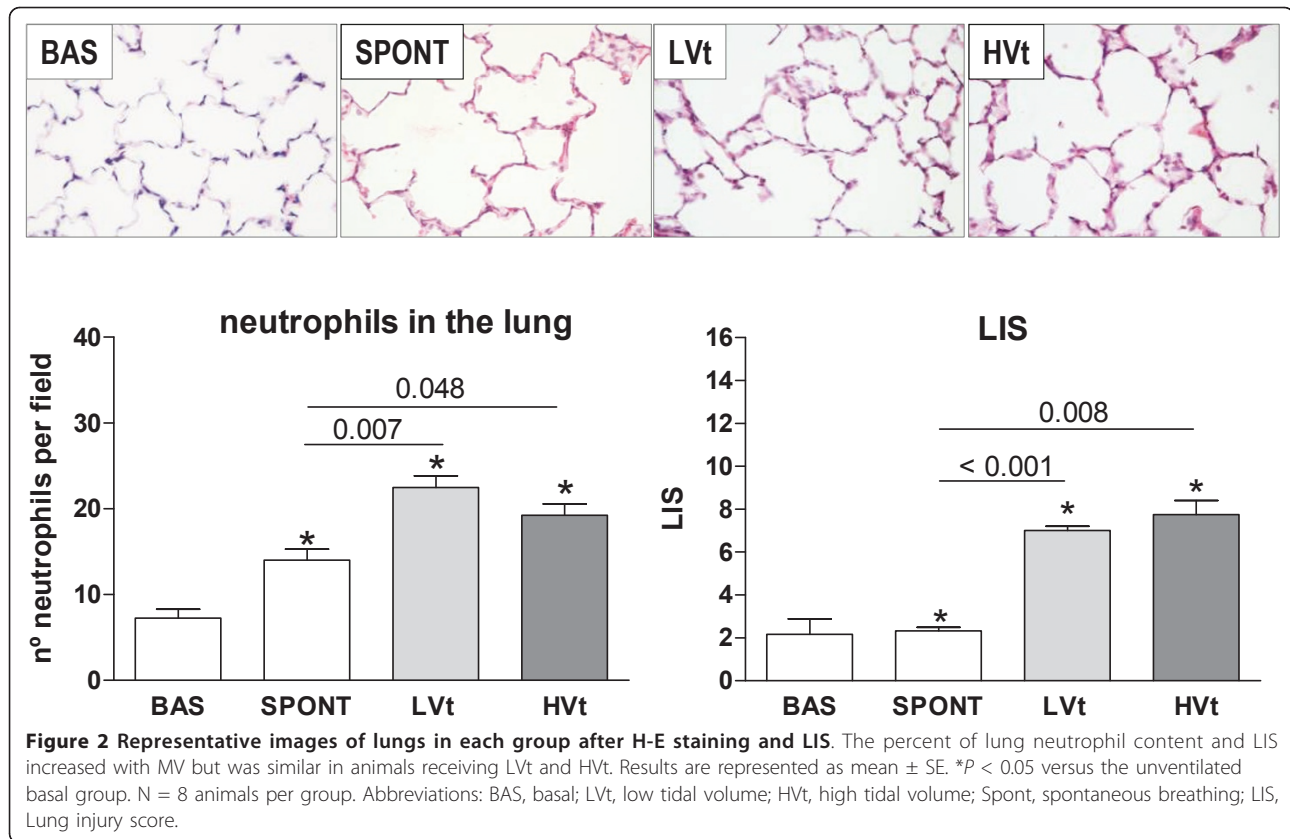 BAS
SPONT
LVt
HVt
neutrophils in the lung
nº neutrophils per field
40
30
20
10
0
0.048
0.007
*
*
*
BAS
SPONT
LVt
HVt
LIS
LIS
16
14
12
10
8
6
4
2
0
0.008
< 0.001
*
*
*
BAS
SPONT
LVt
HVt
Figure 2 Representative images of lungs in each group after H-E staining and LIS. The percent of lung neutrophil content and LIS
increased with MV but was similar in animals receiving LVt and HVt. Results are represented as mean ± SE. *P < 0.05 versus the unventilated
basal group. N = 8 animals per group. Abbreviations: BAS, basal; LVt, low tidal volume; HVt, high tidal volume; Spont, spontaneous breathing; LIS,
Lung injury score.